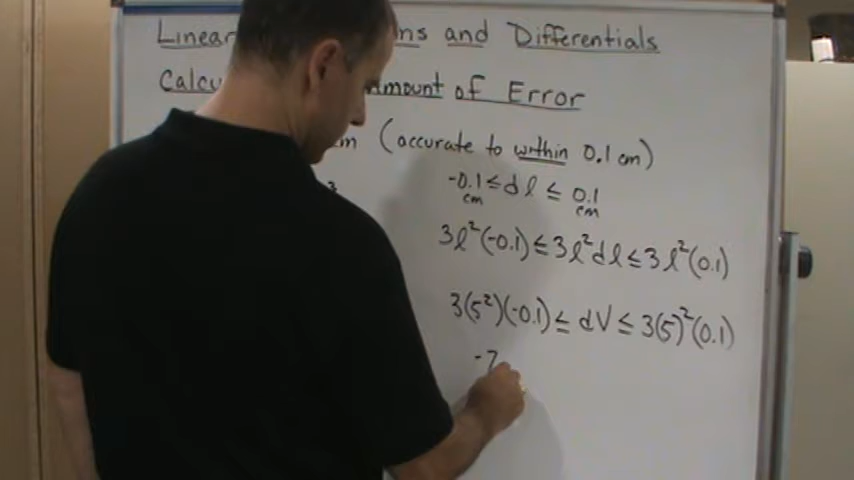 Linear ns and Differentials
Calcu mount of Error
cm (accurate to within 0.1 cm)
-0.1 ≤ dl ≤ 0.1
cm cm
3l²(-0.1) ≤ 3l²dl ≤ 3l²(0.1)
3(5²)(-0.1) ≤ dV ≤ 3(5)²(0.1)
-7